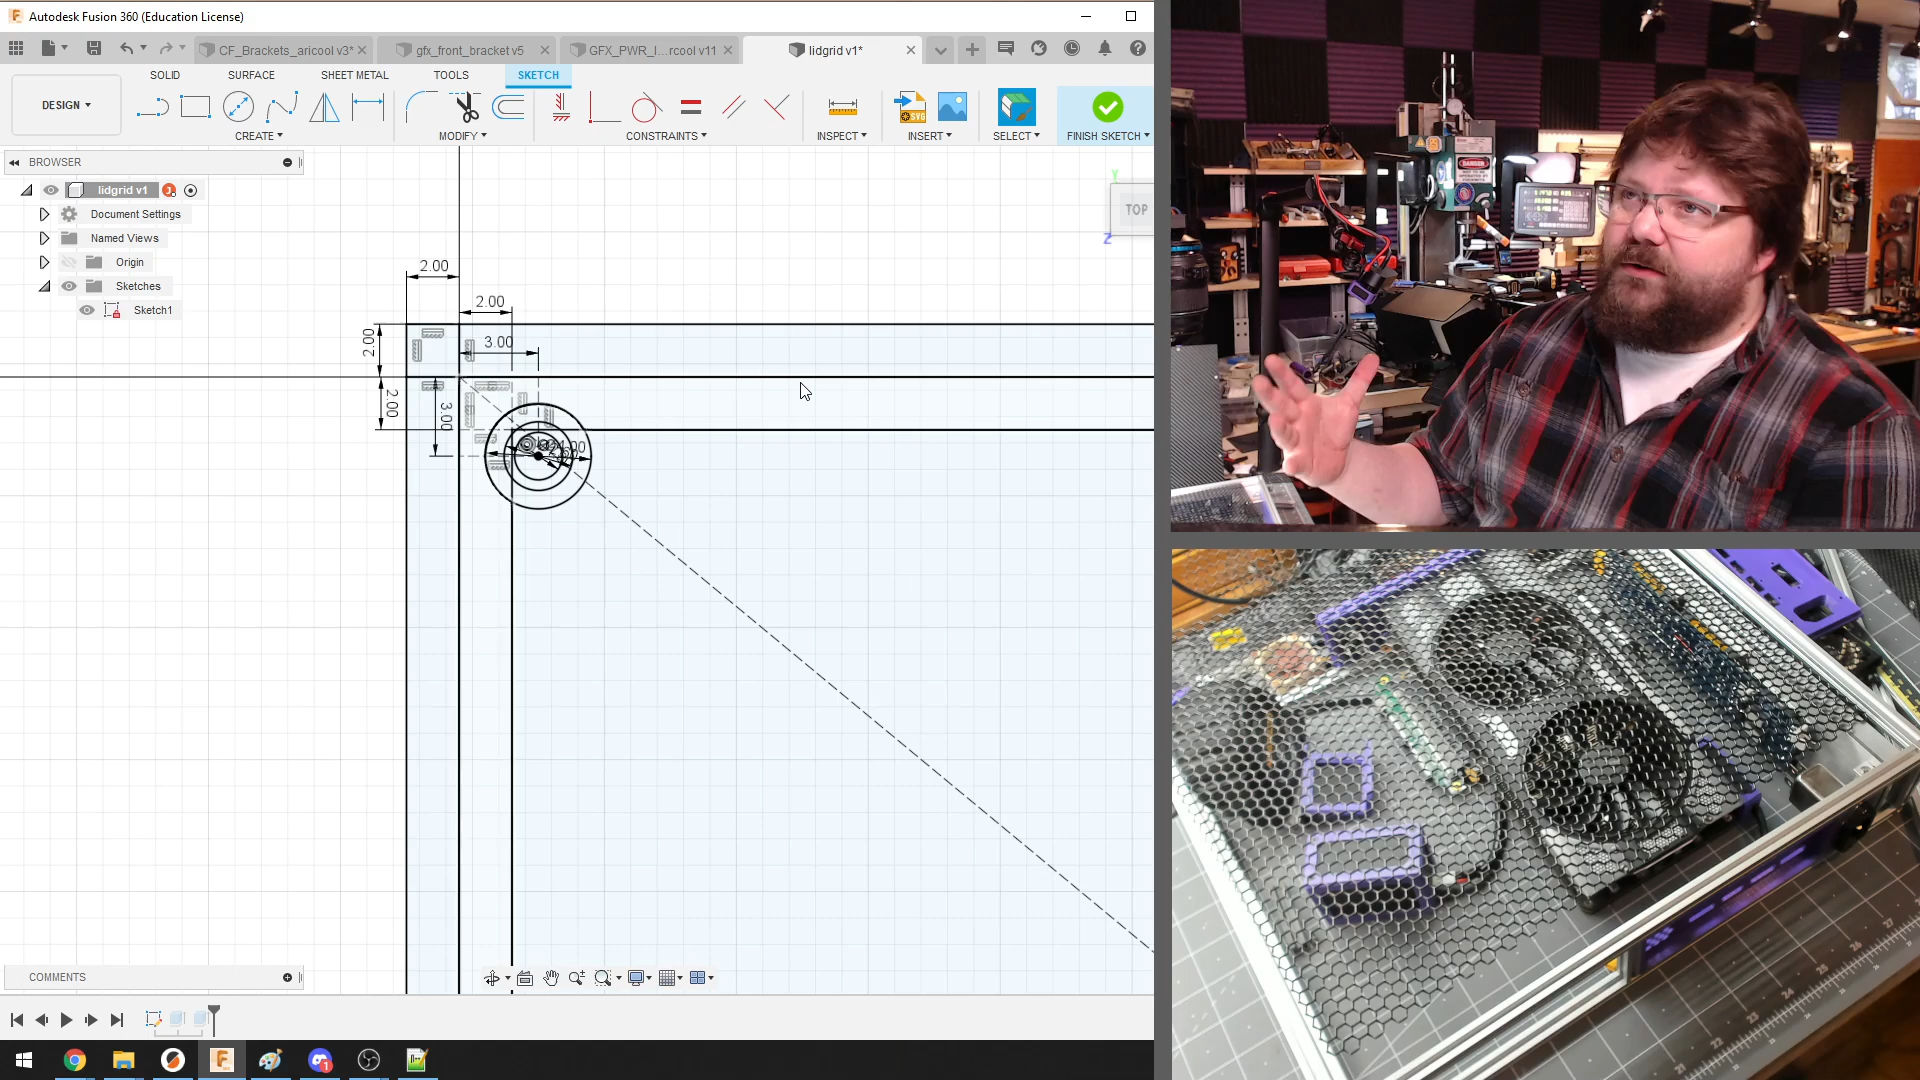 Autodesk Fusion 360 (Education License)
CF_Brackets_aricool v3*
gfx_front_bracket v5
GFX_PWR_I...rcool v11
lidgrid v1*
SOLID
SURFACE
SHEET METAL
TOOLS
SKETCH
DESIGN
CREATE
MODIFY
CONSTRAINTS
INSPECT
INSERT
SELECT
FINISH SKETCH
BROWSER
lidgrid v1
Document Settings
Named Views
Origin
Sketches
Sketch1
Y
TOP
Z
2.00
2.00
3.00
2.00
2.00
3.00
COMMENTS
DANGER